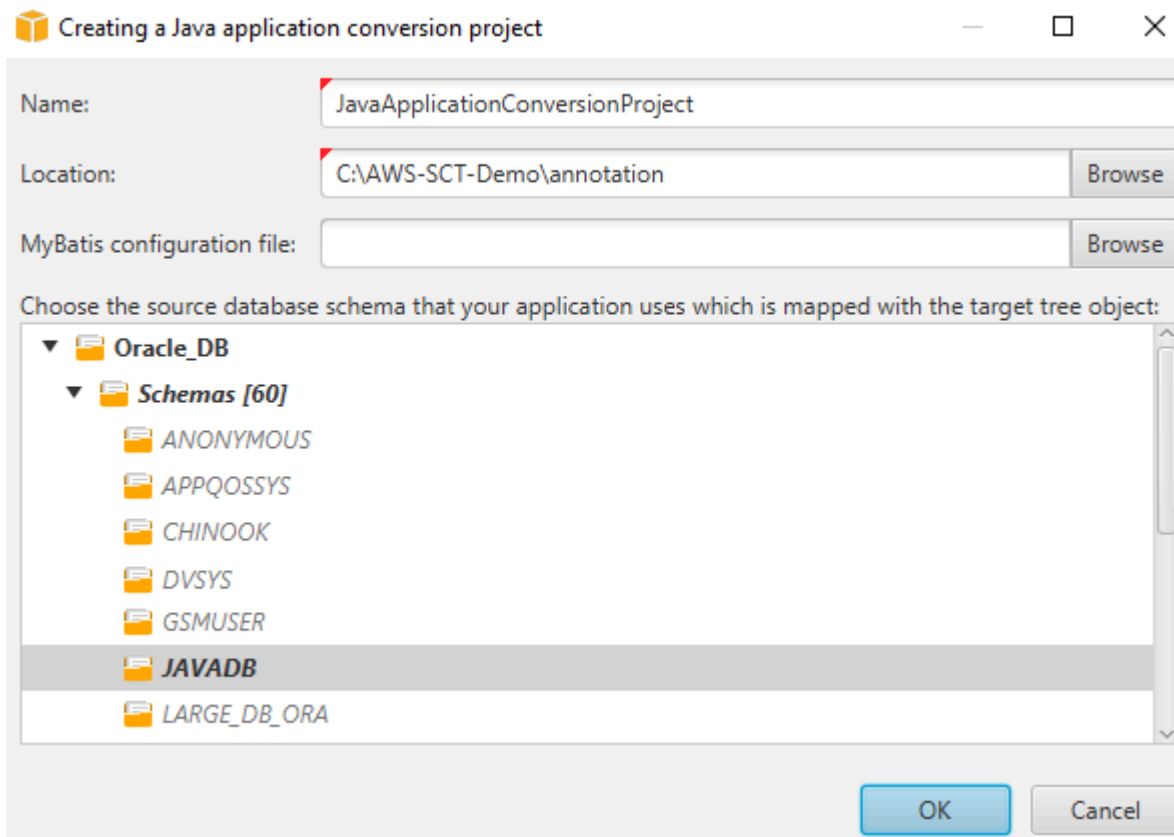 Creating a Java application conversion project
Name: JavaApplicationConversionProject
Location: C:\AWS-SCT-Demo\annotation Browse
MyBatis configuration file: Browse
Choose the source database schema that your application uses which is mapped with the target tree object:
Oracle_DB
Schemas [60]
ANONYMOUS
APPQOSSYS
CHINOOK
DVSYS
GSMUSER
JAVADB
LARGE_DB_ORA
OK Cancel